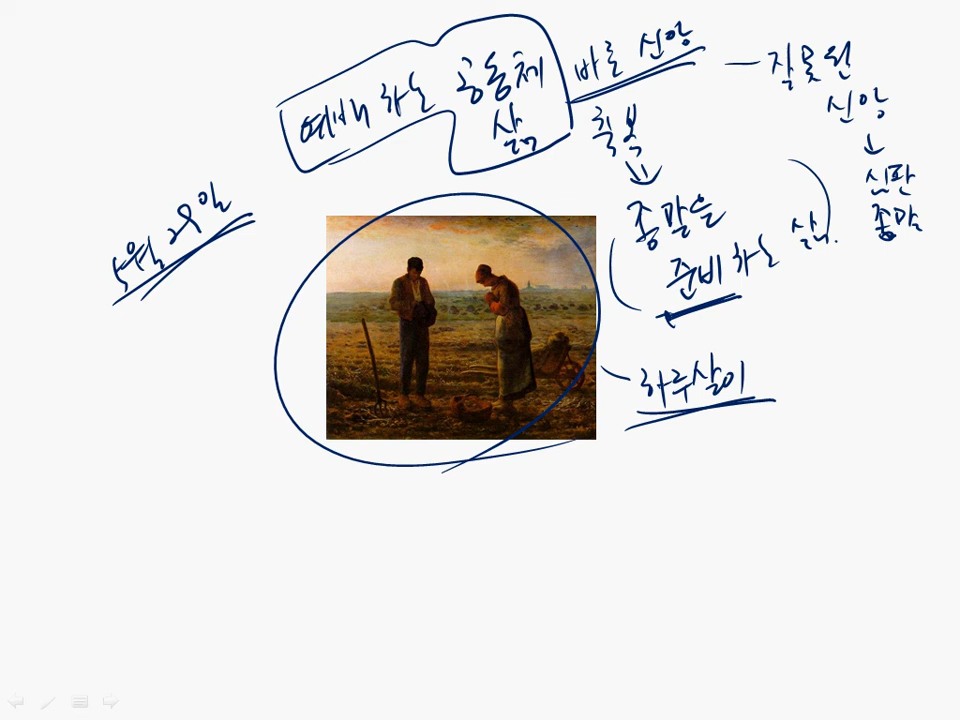 예배 하는 공동체
삶
바른 신앙
축복
종말을
준비 하는 삶.
하루살이
잘못된
신앙
심판
종말
5월 29일